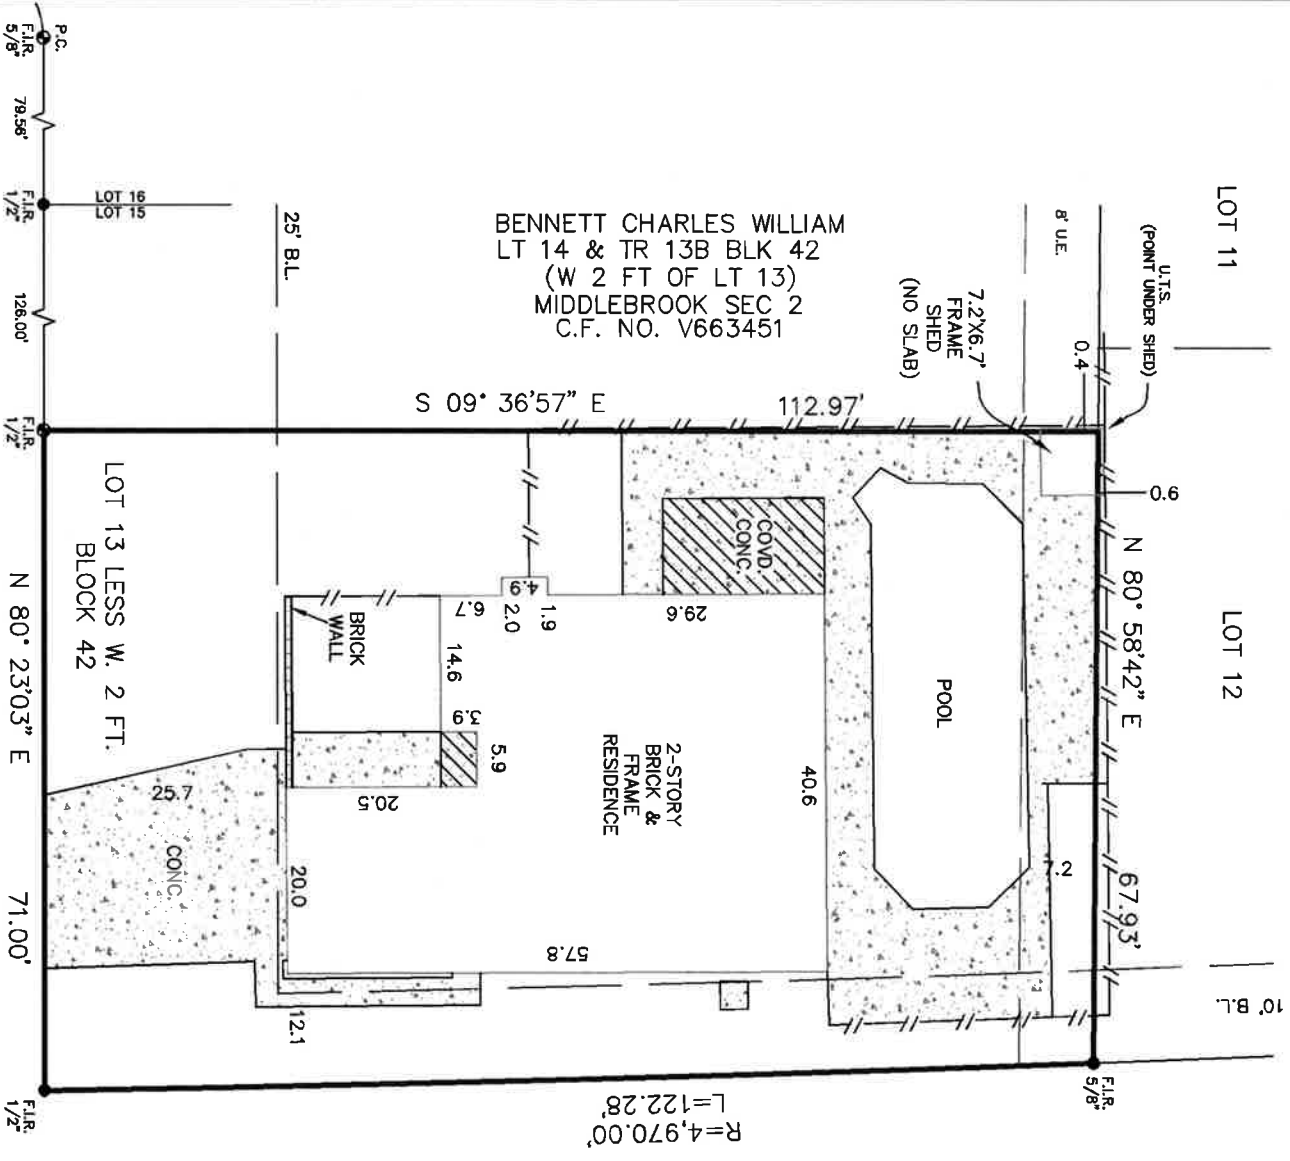 LOT 11
LOT 12
U.T.S.
(POINT UNDER SHED)
8' U.E.
0.4
7.2'X6.7'
FRAME
SHED
(NO SLAB)
0.6
BENNETT CHARLES WILLIAM
LT 14 & TR 13B BLK 42
(W 2 FT OF LT 13)
MIDDLEBROOK SEC 2
C.F. NO. V663451
25' B.L.
LOT 16
LOT 15
P.C.
F.I.R.
5/8"
79.56'
F.I.R.
1/2"
126.00'
F.I.R.
1/2"
S 09° 36'57" E
112.97'
N 80° 58'42" E
67.93'
COVD.
CONC.
POOL
29.6
1.9
4.9
2.0
6.7
14.6
3.9
5.9
20.5
BRICK
WALL
2-STORY
BRICK &
FRAME
RESIDENCE
40.6
7.2
57.8
20.0
12.1
25.7
CONC.
10' B.L.
LOT 13 LESS W. 2 FT.
BLOCK 42
N 80° 23'03" E
71.00'
R=4,970.00'
L=122.28'
F.I.R.
5/8"
F.I.R.
1/2"